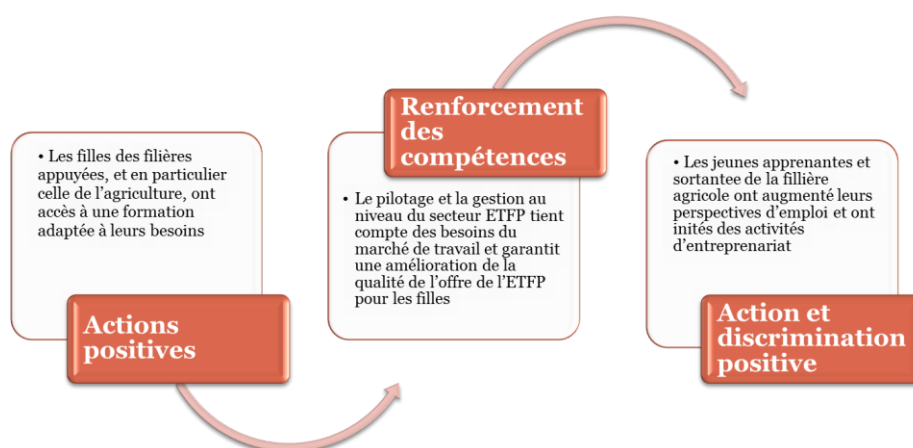 • Les filles des filières
appuyées, et en particulier
celle de l'agriculture, ont
accès à une formation
adaptée à leurs besoins
Actions
positives
Renforcement
des
compétences
• Le pilotage et la gestion au
niveau du secteur ETFP tient
compte des besoins du
marché de travail et garantit
une amélioration de la
qualité de l'offre de l'ETFP
pour les filles
• Les jeunes apprenantes et
sortantee de la fillière
agricole ont augmenté leurs
perspectives d'emploi et ont
inités des activités
d'entreprenariat
Action et
discrimination
positive